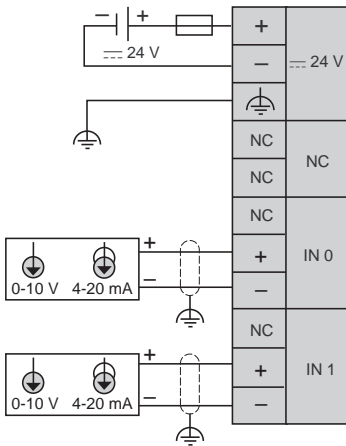 − + +
⎓ 24 V
− ⎓ 24 V
NC
NC
NC
NC
+ +
0-10 V 4-20 mA
− − IN 0
NC
+ +
0-10 V 4-20 mA
− − IN 1